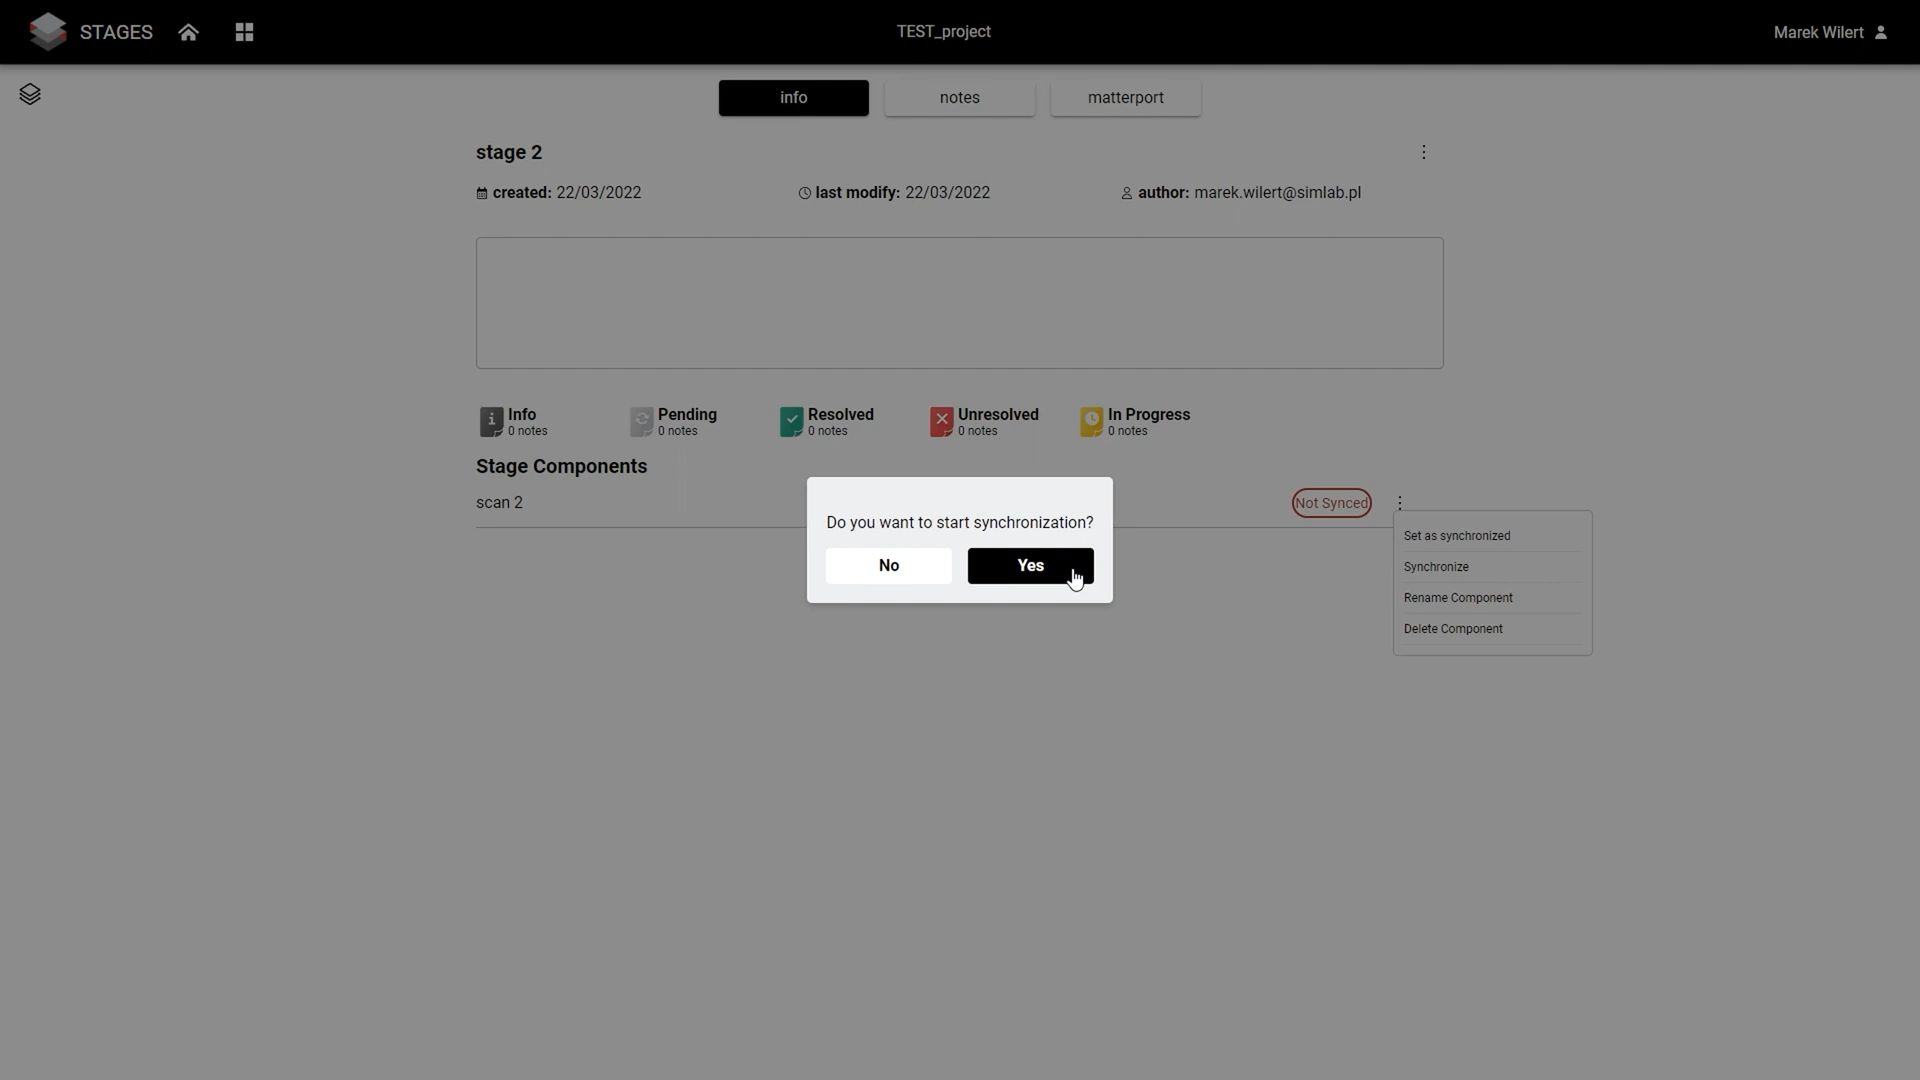 STAGES
TEST_project
Marek Wilert
info
notes
matterport
stage 2
created: 22/03/2022
last modify: 22/03/2022
author: marek.wilert@simlab.pl
Info
0 notes
Pending
0 notes
Resolved
0 notes
Unresolved
0 notes
In Progress
0 notes
Stage Components
scan 2
Not Synced
Do you want to start synchronization?
No
Yes
Set as synchronized
Synchronize
Rename Component
Delete Component